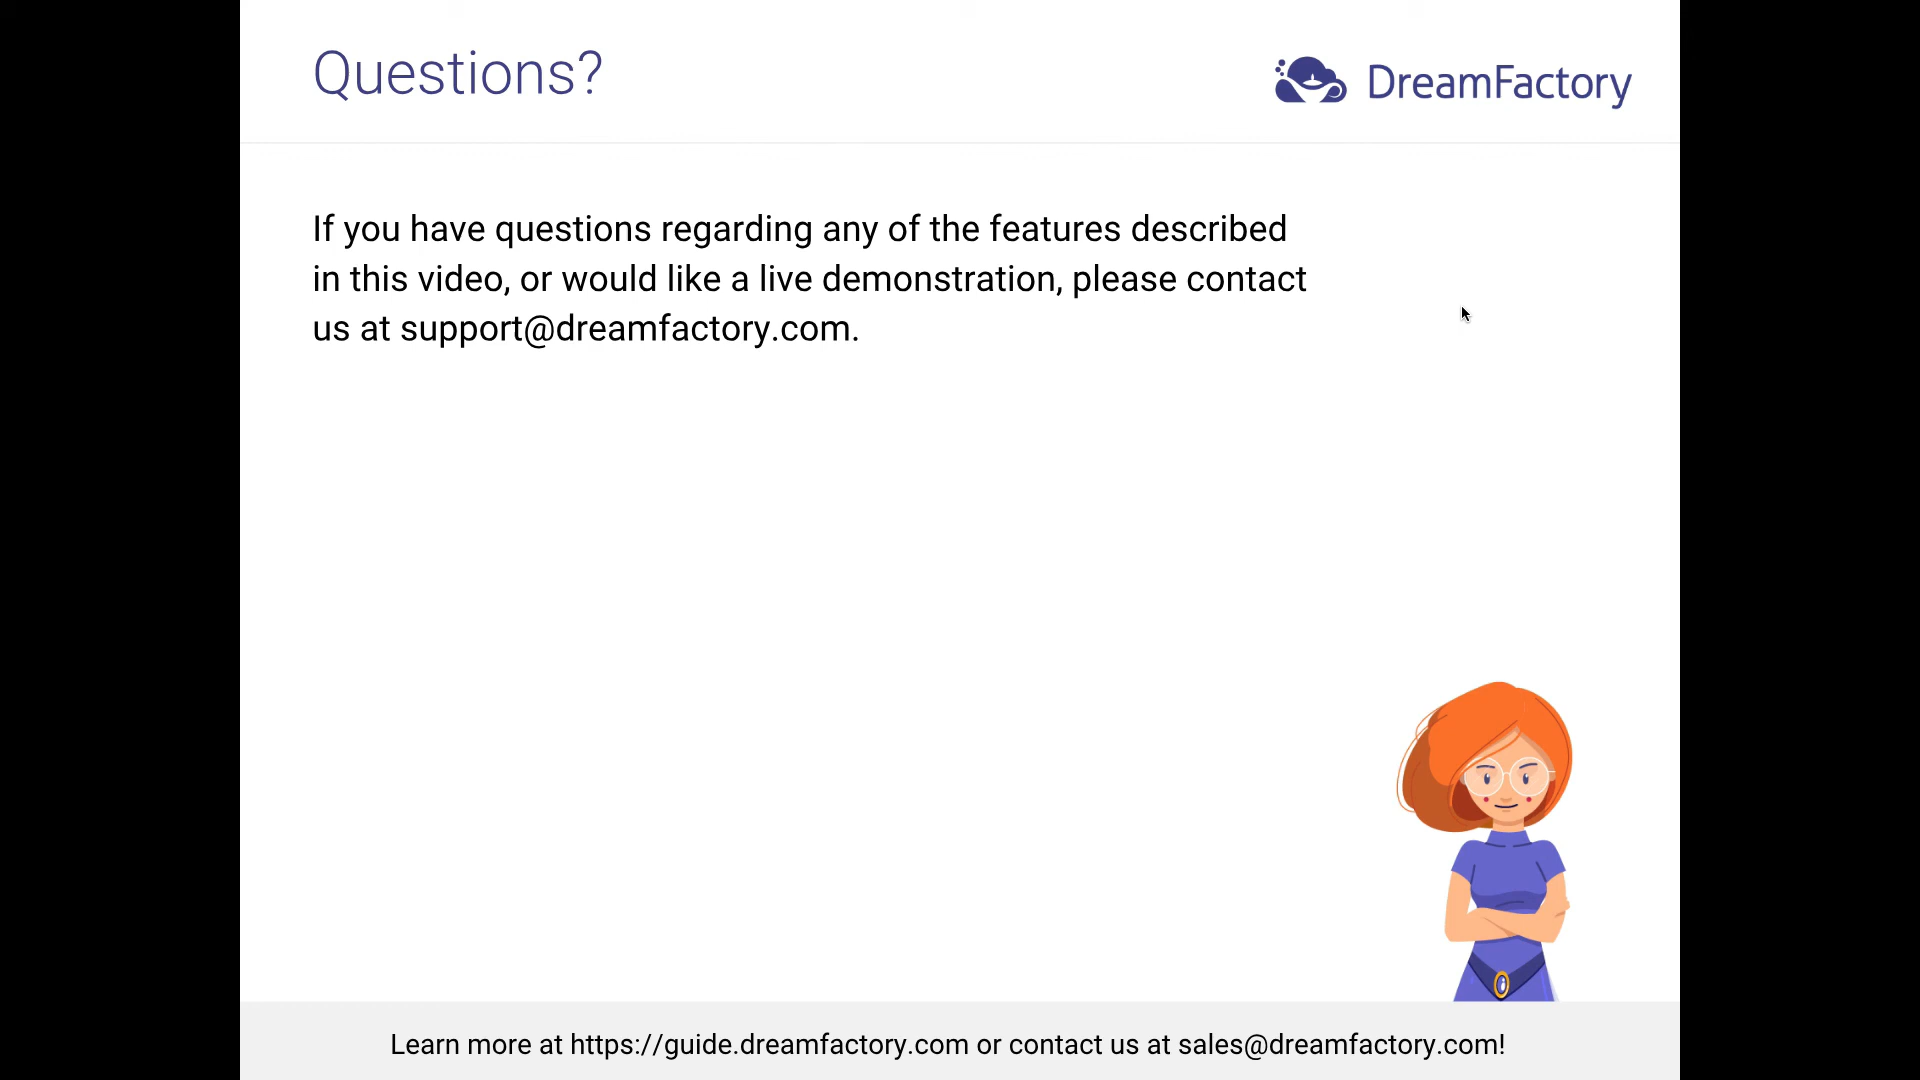 Questions?
DreamFactory
If you have questions regarding any of the features described
in this video, or would like a live demonstration, please contact
us at support@dreamfactory.com.
Learn more at https://guide.dreamfactory.com or contact us at sales@dreamfactory.com!